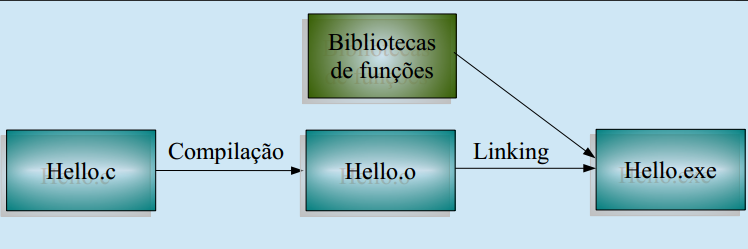 Bibliotecas
de funções
Hello.c
Compilação
Hello.o
Linking
Hello.exe